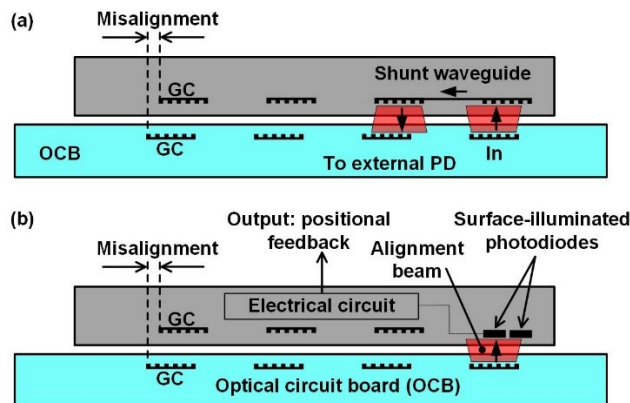 (a)
Misalignment
GC
Shunt waveguide
OCB
GC
To external PD
In
(b)
Output: positional
feedback
Surface-illuminated
photodiodes
Misalignment
Alignment
beam
Electrical circuit
GC
GC
Optical circuit board (OCB)